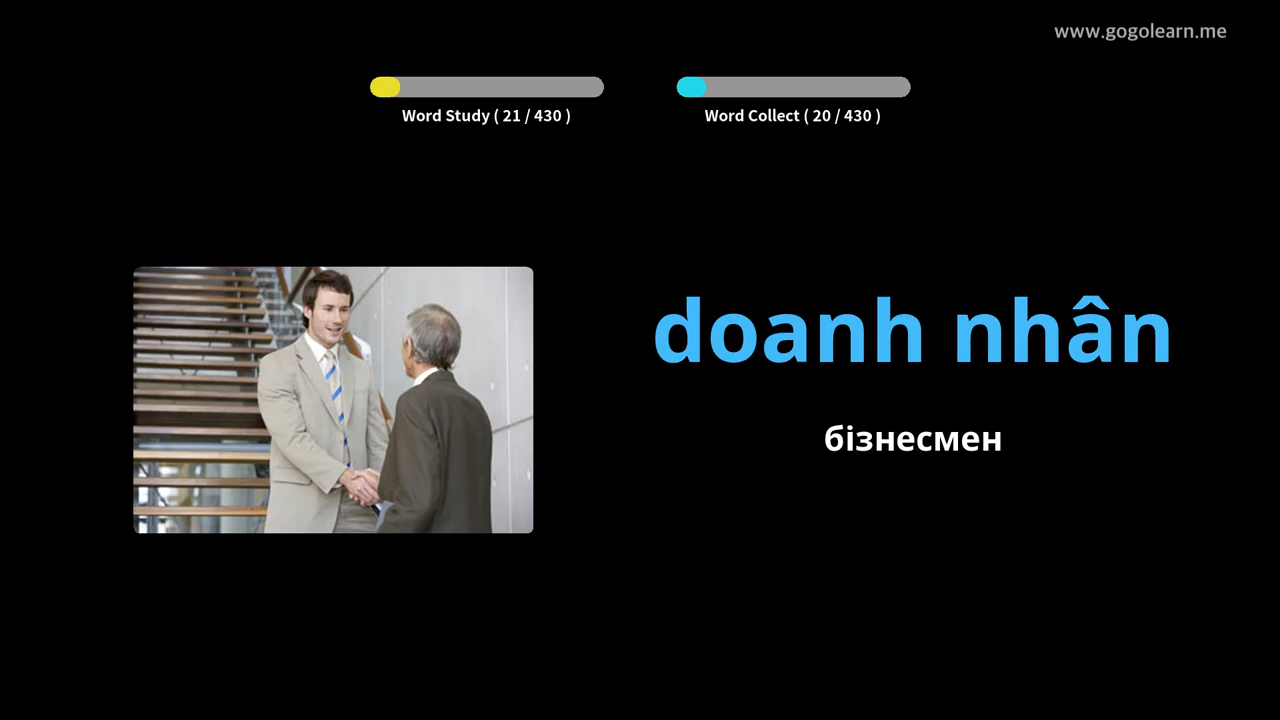 www.gogolearn.me
Word Study ( 21 / 430 )
Word Collect ( 20 / 430 )
doanh nhân
бізнесмен